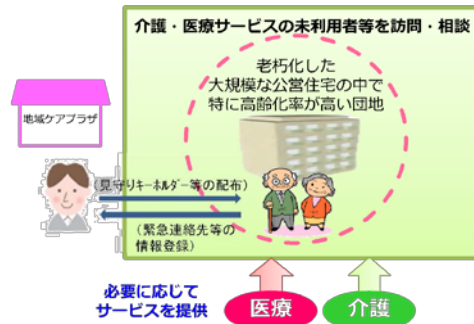 介護・医療サービスの未利用者等を訪問・相談
老朽化した
大規模な公営住宅の中で
特に高齢化率が高い団地
地域ケアプラザ
(見守りキーホルダー等の配布)
(緊急連絡先等の
情報登録)
必要に応じて
サービスを提供
医療
介護